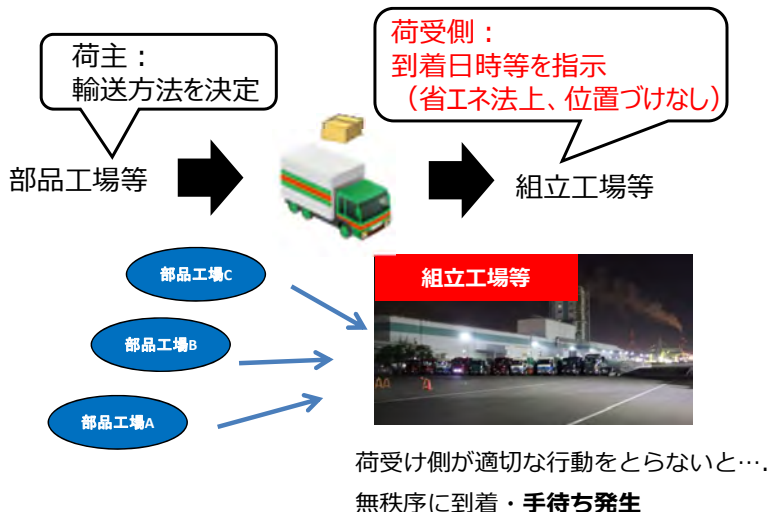 荷主：
輸送方法を決定
荷受側：
到着日時等を指示
（省エネ法上、位置づけなし）
部品工場等
組立工場等
部品工場C
組立工場等
部品工場B
部品工場A
荷受け側が適切な行動をとらないと….
無秩序に到着・手待ち発生